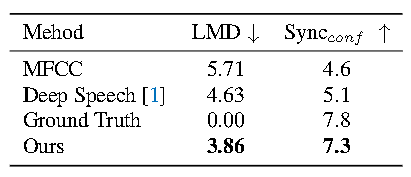 Mehod LMD ↓ Sync_conf ↑
MFCC 5.71 4.6
Deep Speech [1] 4.63 5.1
Ground Truth 0.00 7.8
Ours 3.86 7.3